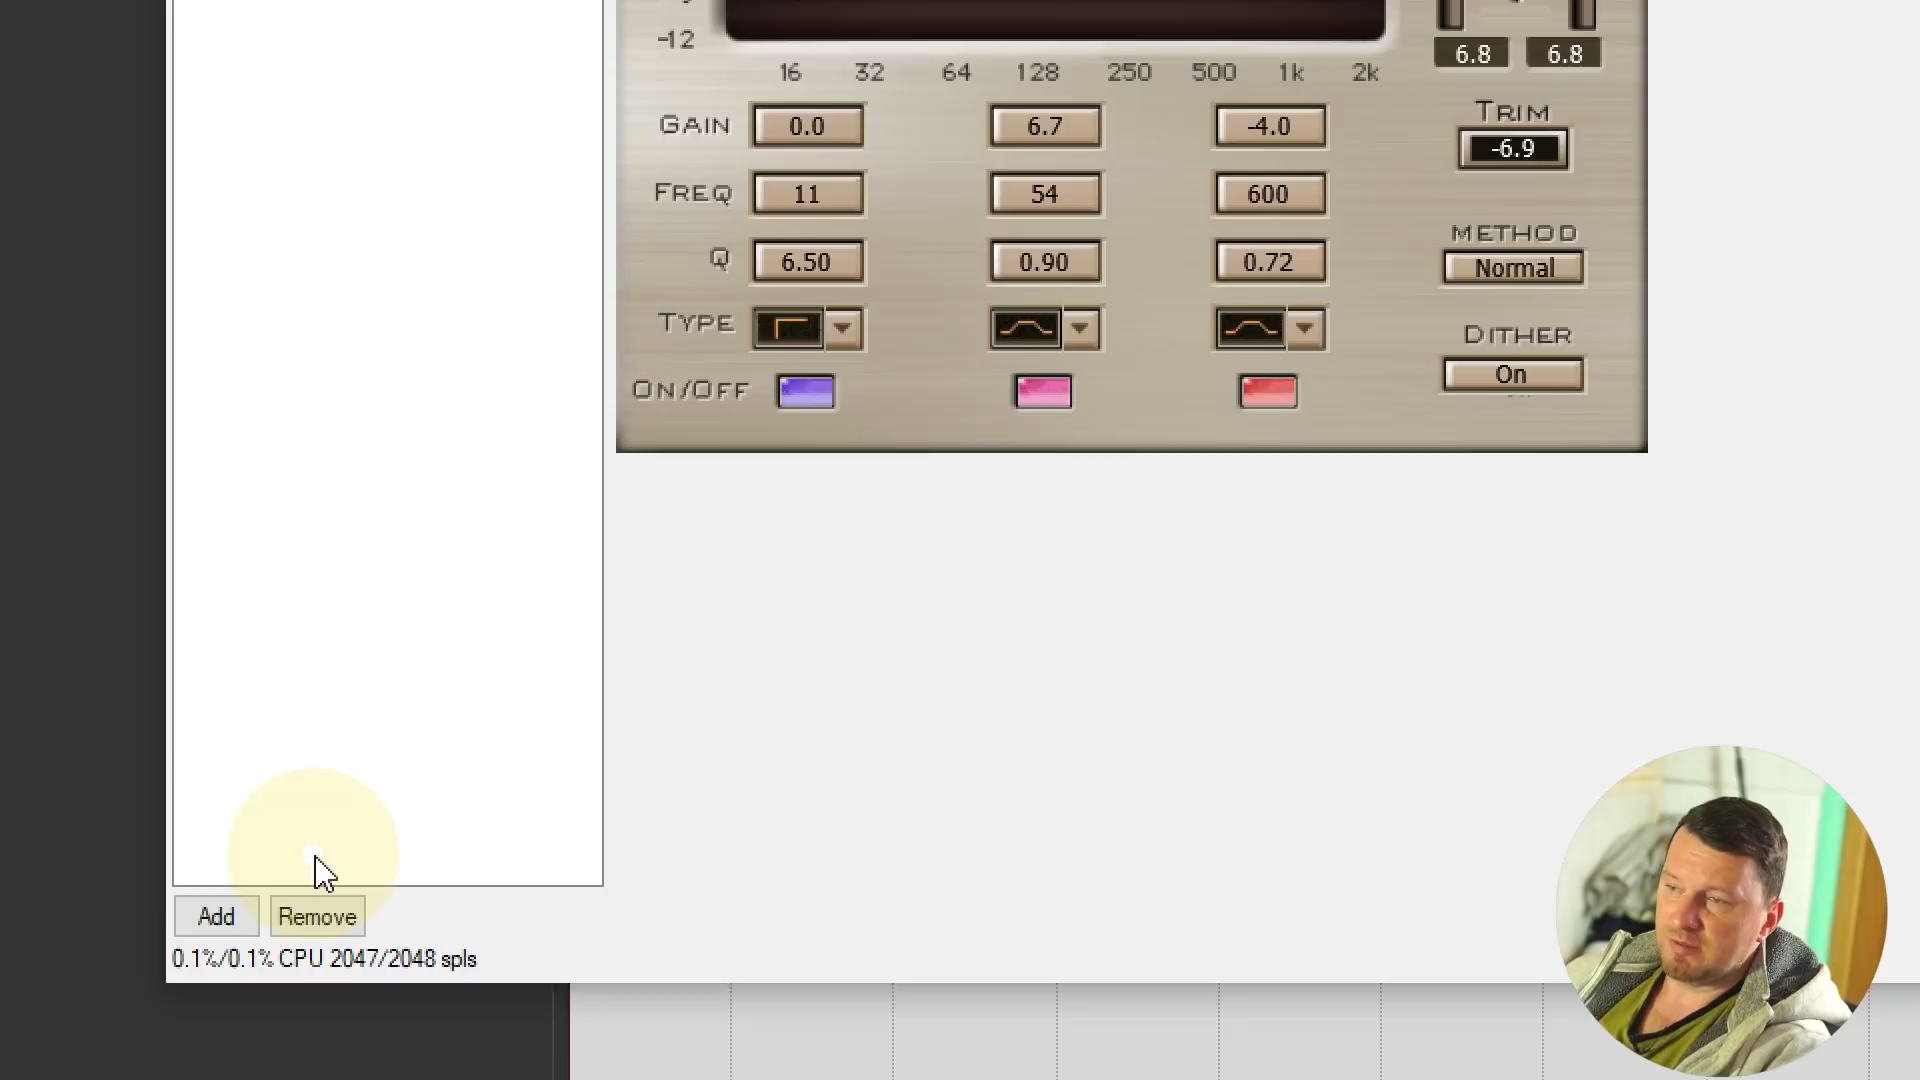 -12
6.8 6.8
16 32 64 128 250 500 1k 2k
TRIM
GAIN 0.0 6.7 -4.0
-6.9
FREQ 11 54 600
METHOD
Q 6.50 0.90 0.72
Normal
TYPE
DITHER
On
ON/OFF
Add Remove
0.1%/0.1% CPU 2047/2048 spls